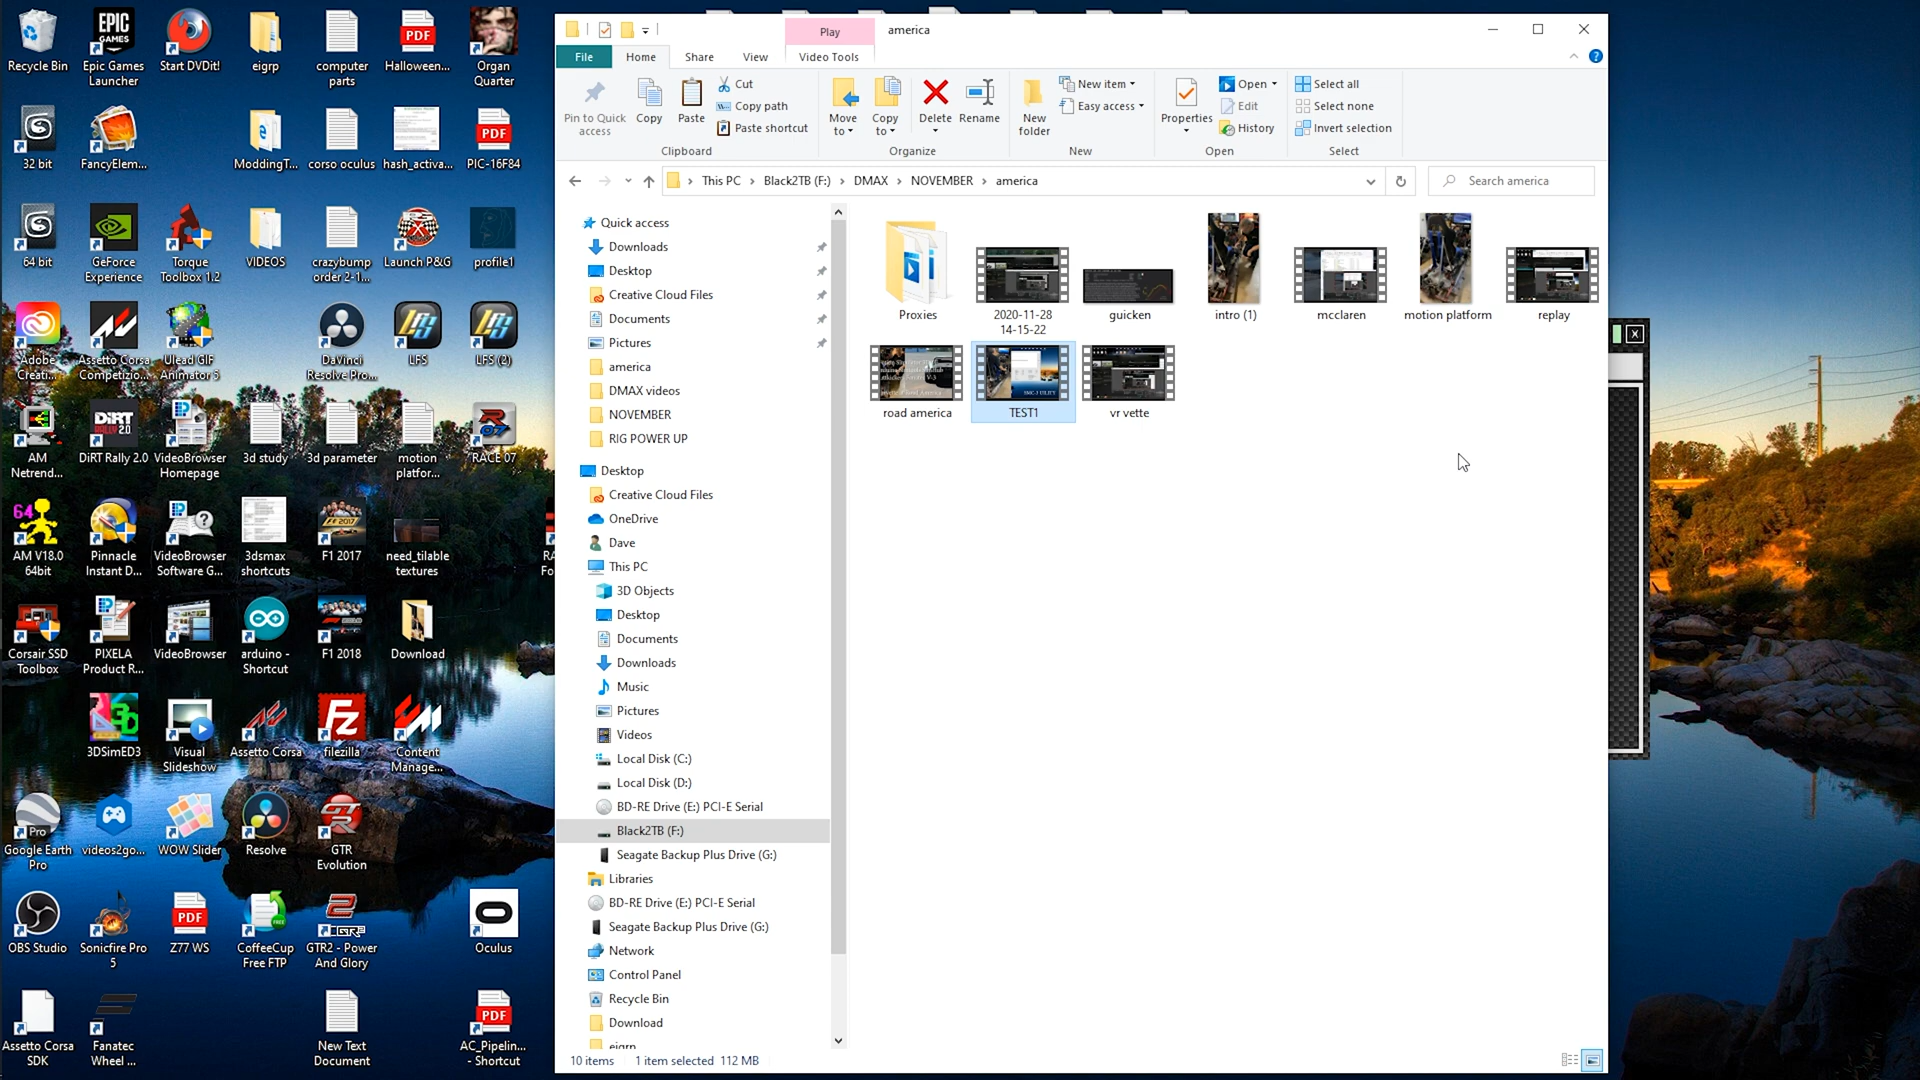 Recycle Bin
Epic Games
Launcher
Start DVDit!
eigrp
computer
parts
Halloween...
Organ
Quarter
32 bit
FancyElem...
ModdingT...
corso oculus
hash_activa...
PIC-16F84
64 bit
GeForce
Experience
Torque
Toolbox 1.2
VIDEOS
crazybump
order 2-1...
Launch P&G
profile1
Adobe
Creati...
Assetto Corsa
Competizio...
Ulead GIF
Animator 5
DaVinci
Resolve Pro...
LFS
LFS (2)
AM
Netrend...
DiRT Rally 2.0
VideoBrowser
Homepage
3d study
3d parameter
motion
platfor...
RACE 07
AM V18.0
64bit
Pinnacle
Instant D...
VideoBrowser
Software G...
3dsmax
shortcuts
F1 2017
need_tilable
textures
Corsair SSD
Toolbox
PIXELA
Product R...
VideoBrowser
arduino -
Shortcut
F1 2018
Download
3DSimED3
Visual
Slideshow
Assetto Corsa
filezilla
Content
Manage...
Google Earth
Pro
videos2go...
WOW Slider
Resolve
GTR
Evolution
OBS Studio
Sonicfire Pro
5
Z77 WS
CoffeeCup
Free FTP
GTR2 - Power
And Glory
Oculus
Assetto Corsa
SDK
Fanatec
Wheel ...
New Text
Document
AC_Pipelin...
- Shortcut
Play
america
File
Home
Share
View
Video Tools
Pin to Quick
access
Copy
Paste
Cut
Copy path
Paste shortcut
Clipboard
Move
to
Copy
to
Delete
Rename
Organize
New
folder
New item
Easy access
New
Properties
Open
Edit
History
Open
Select all
Select none
Invert selection
Select
This PC > Black2TB (F:) > DMAX > NOVEMBER > america
Search america
Quick access
Downloads
Desktop
Creative Cloud Files
Documents
Pictures
america
DMAX videos
NOVEMBER
RIG POWER UP
Desktop
Creative Cloud Files
OneDrive
Dave
This PC
3D Objects
Desktop
Documents
Downloads
Music
Pictures
Videos
Local Disk (C:)
Local Disk (D:)
BD-RE Drive (E:) PCI-E Serial
Black2TB (F:)
Seagate Backup Plus Drive (G:)
Libraries
BD-RE Drive (E:) PCI-E Serial
Seagate Backup Plus Drive (G:)
Network
Control Panel
Recycle Bin
Download
eigrp
Proxies
2020-11-28
14-15-22
guicken
intro (1)
mcclaren
motion platform
replay
road america
TEST1
vr vette
10 items
1 item selected 112 MB